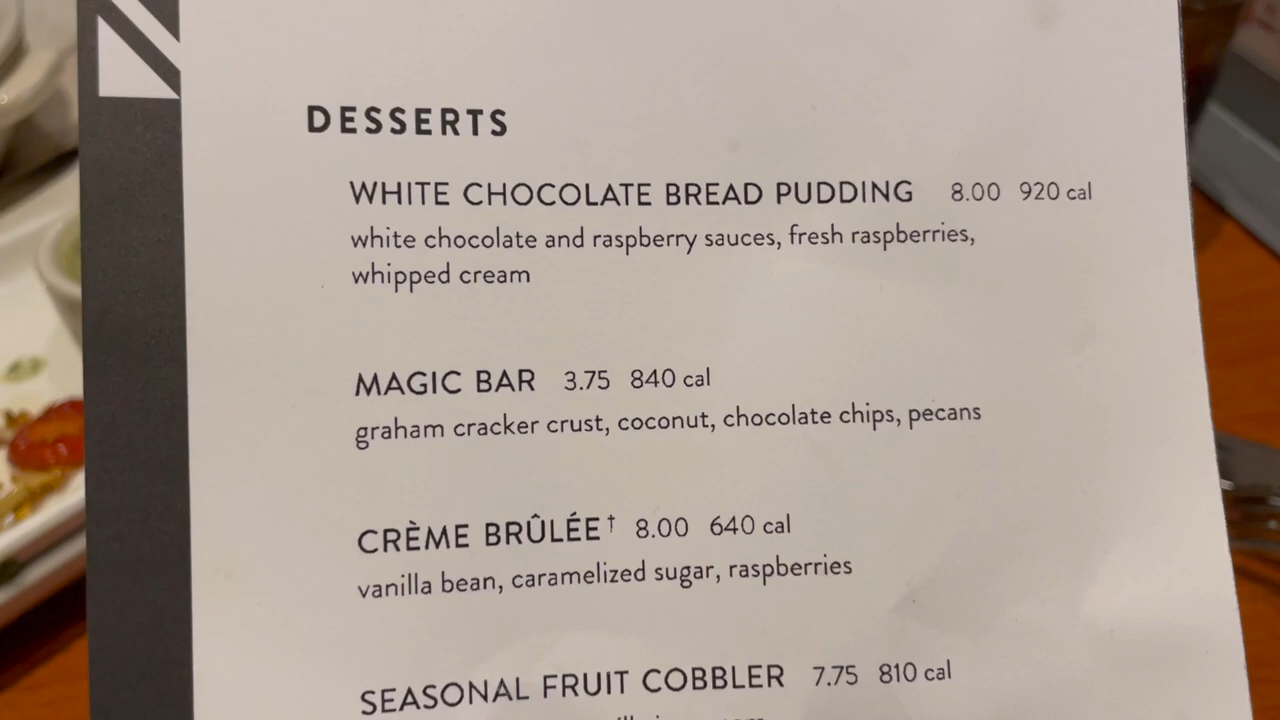 DESSERTS
WHITE CHOCOLATE BREAD PUDDING 8.00 920 cal
white chocolate and raspberry sauces, fresh raspberries,
whipped cream
MAGIC BAR 3.75 840 cal
graham cracker crust, coconut, chocolate chips, pecans
CRÈME BRÛLÉE† 8.00 640 cal
vanilla bean, caramelized sugar, raspberries
SEASONAL FRUIT COBBLER 7.75 810 cal